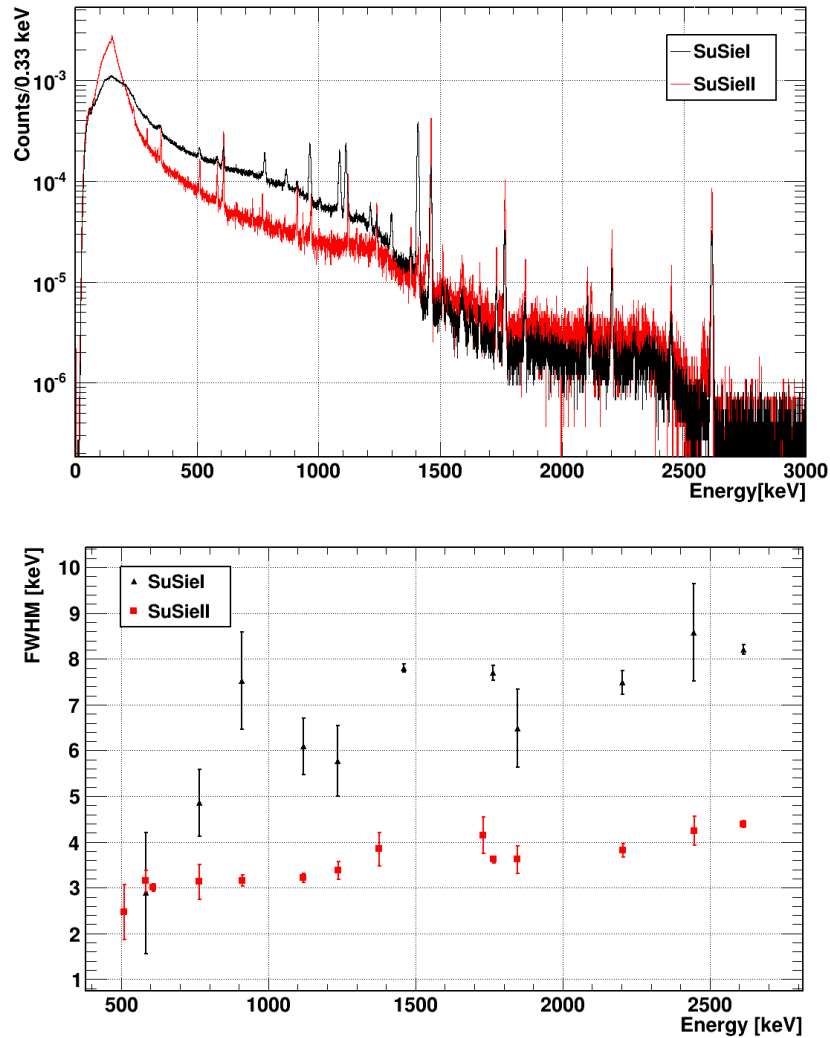 Counts/0.33 keV
SuSieI
SuSieII
10^-3
10^-4
10^-5
10^-6
0 500 1000 1500 2000 2500 3000
Energy[keV]
FWHM [keV]
SuSieI
SuSieII
10
9
8
7
6
5
4
3
2
1
500 1000 1500 2000 2500
Energy [keV]